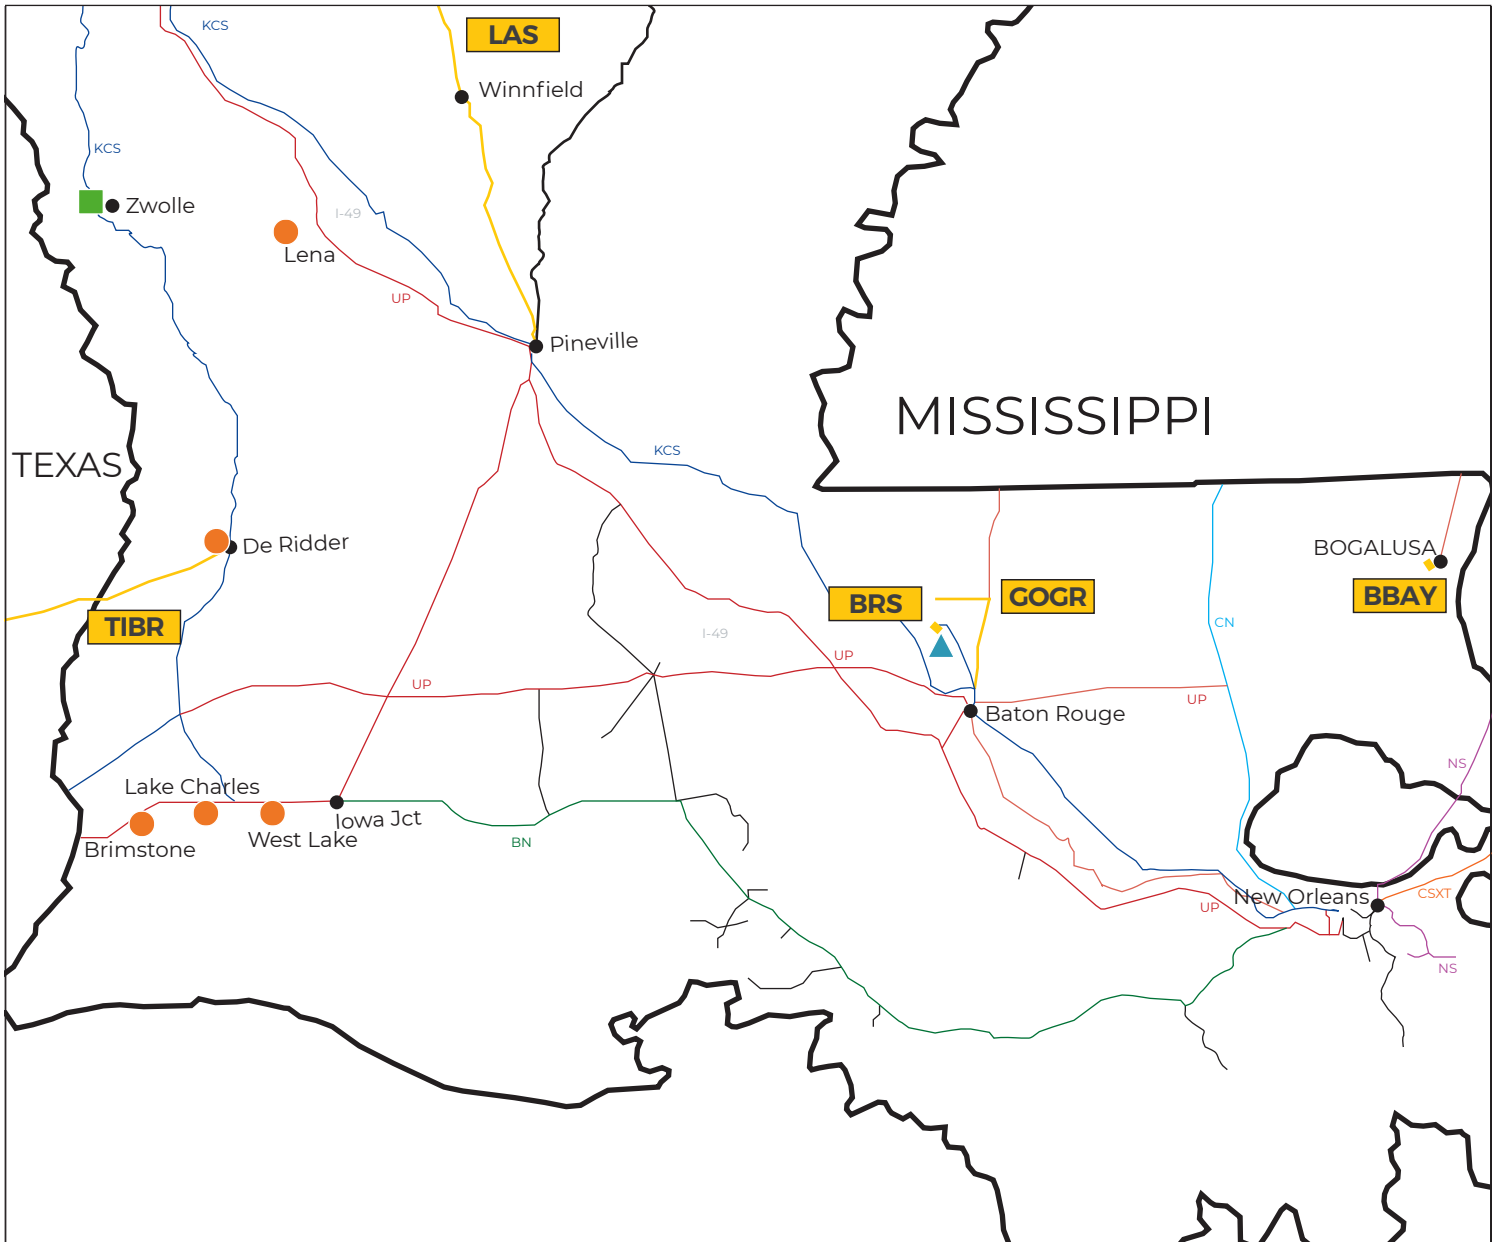 KCS
LAS
Winnfield
KCS
Zwolle
I-49
Lena
UP
Pineville
MISSISSIPPI
KCS
TEXAS
De Ridder
BOGALUSA
BRS
GOGR
BBAY
TIBR
CN
I-49
UP
UP
UP
Baton Rouge
NS
Lake Charles
Iowa Jct
West Lake
Brimstone
BN
New Orleans
CSXT
UP
NS